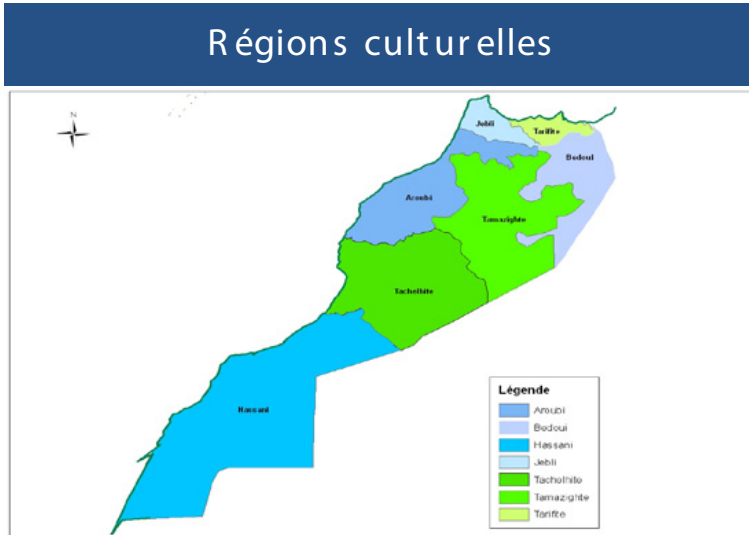 Régions culturelles
N
Jebli
Tarifite
Bedoui
Aroubi
Tamazighte
Tachelhite
Hassani
Légende
Aroubi
Bedoui
Hassani
Jebli
Tachelhite
Tamazighte
Tarifite